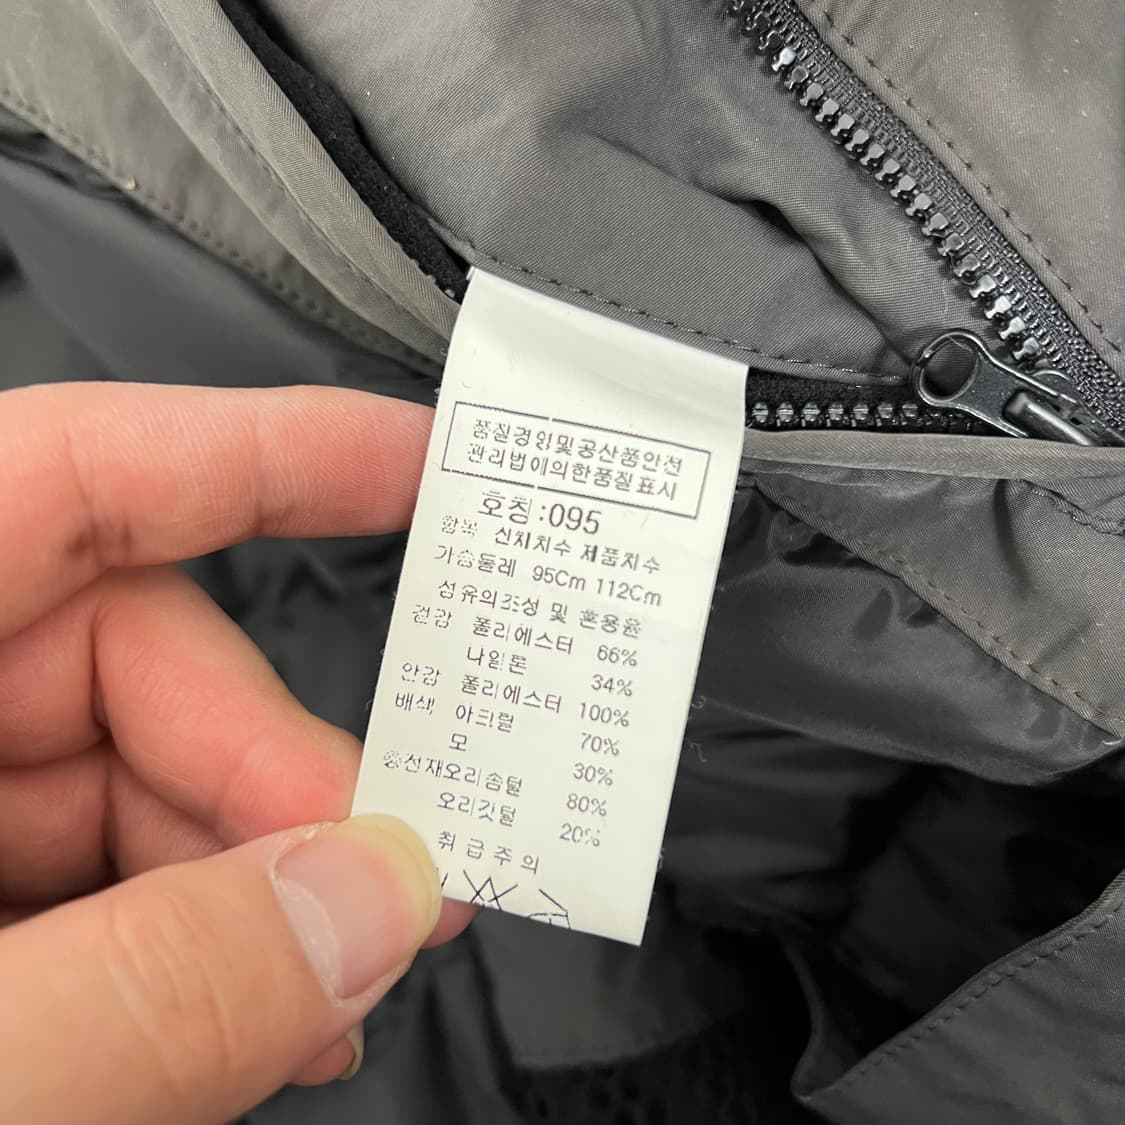 품질경영및공산품안전
관리법에의한품질표시
호칭:095
항목 신체치수 제품치수
가슴둘레 95Cm 112Cm
섬유의조성 및 혼용율
겉감 폴리에스터 66%
나일론 34%
안감 폴리에스터 100%
배색 아크릴 70%
모 30%
충전재오리솜털 80%
오리깃털 20%
취급주의